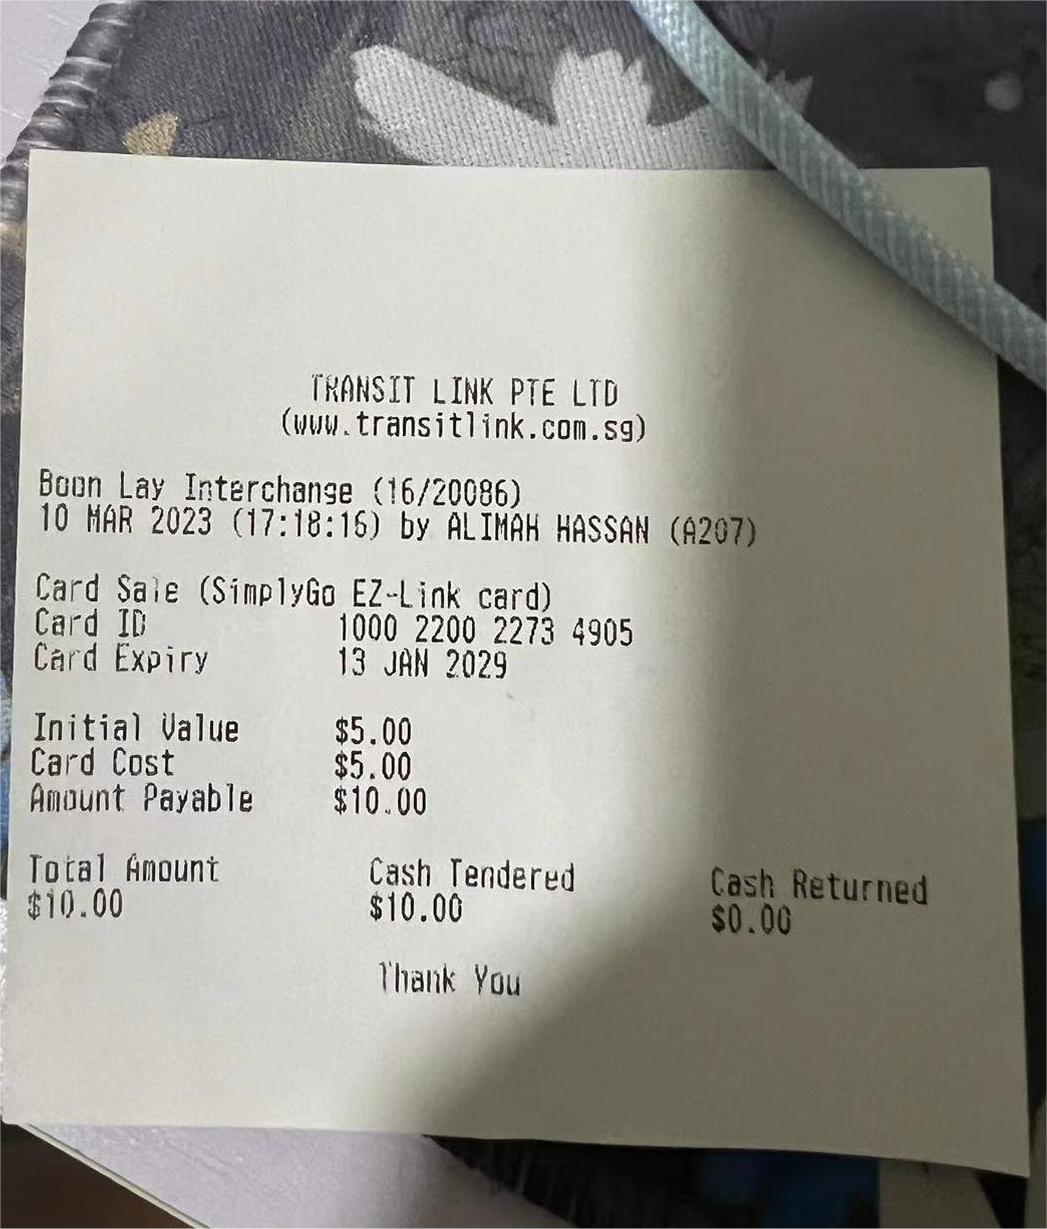 TRANSIT LINK PTE LTD
(www.transitlink.com.sg)
Boon Lay Interchange (16/20086)
10 MAR 2023 (17:18:16) by ALIMAH HASSAN (A207)
Card Sale (SimplyGo EZ-Link card)
Card ID 1000 2200 2273 4905
Card Expiry 13 JAN 2029
Initial Value $5.00
Card Cost $5.00
Amount Payable $10.00
Total Amount Cash Tendered Cash Returned
$10.00 $10.00 $0.00
Thank You